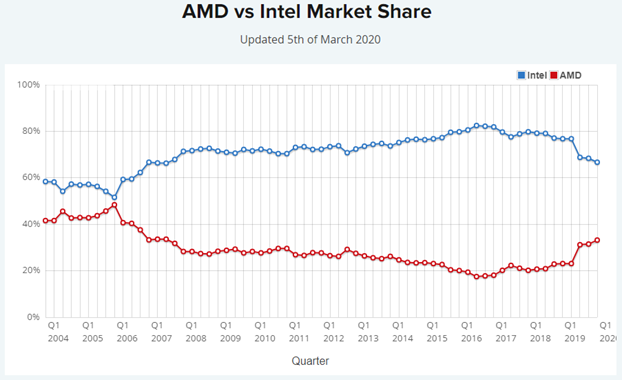 AMD vs Intel Market Share
Updated 5th of March 2020
Intel AMD
100%
80%
60%
40%
20%
0%
Q1 Q1 Q1 Q1 Q1 Q1 Q1 Q1 Q1 Q1 Q1 Q1 Q1 Q1 Q1 Q1 Q1
2004 2005 2006 2007 2008 2009 2010 2011 2012 2013 2014 2015 2016 2017 2018 2019 202
Quarter